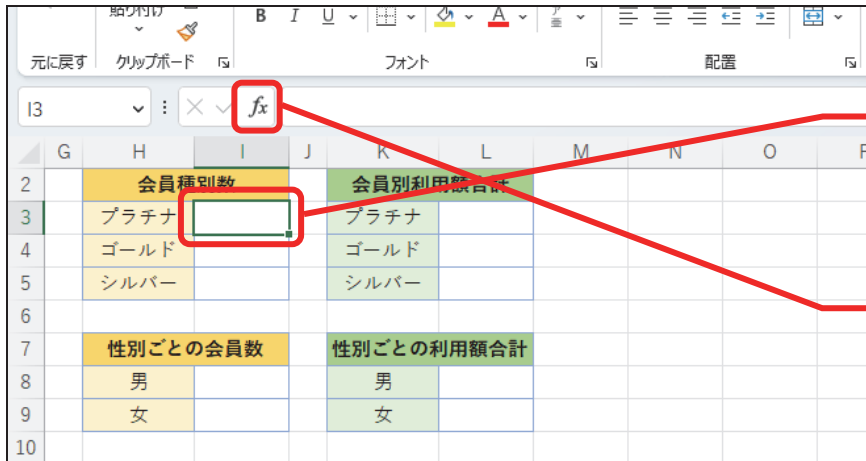 貼り付け
B I U A ア亜
元に戻す クリップボード フォント 配置
I3 fx
G H I J K L M N O
2 会員種別数 会員別利用額合計
3 プラチナ プラチナ
4 ゴールド ゴールド
5 シルバー シルバー
6
7 性別ごとの会員数 性別ごとの利用額合計
8 男 男
9 女 女
10